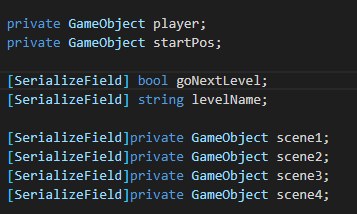 private GameObject player;
private GameObject startPos;
[SerializeField] bool goNextLevel;
[SerializeField] string levelName;
[SerializeField]private GameObject scene1;
[SerializeField]private GameObject scene2;
[SerializeField]private GameObject scene3;
[SerializeField]private GameObject scene4;